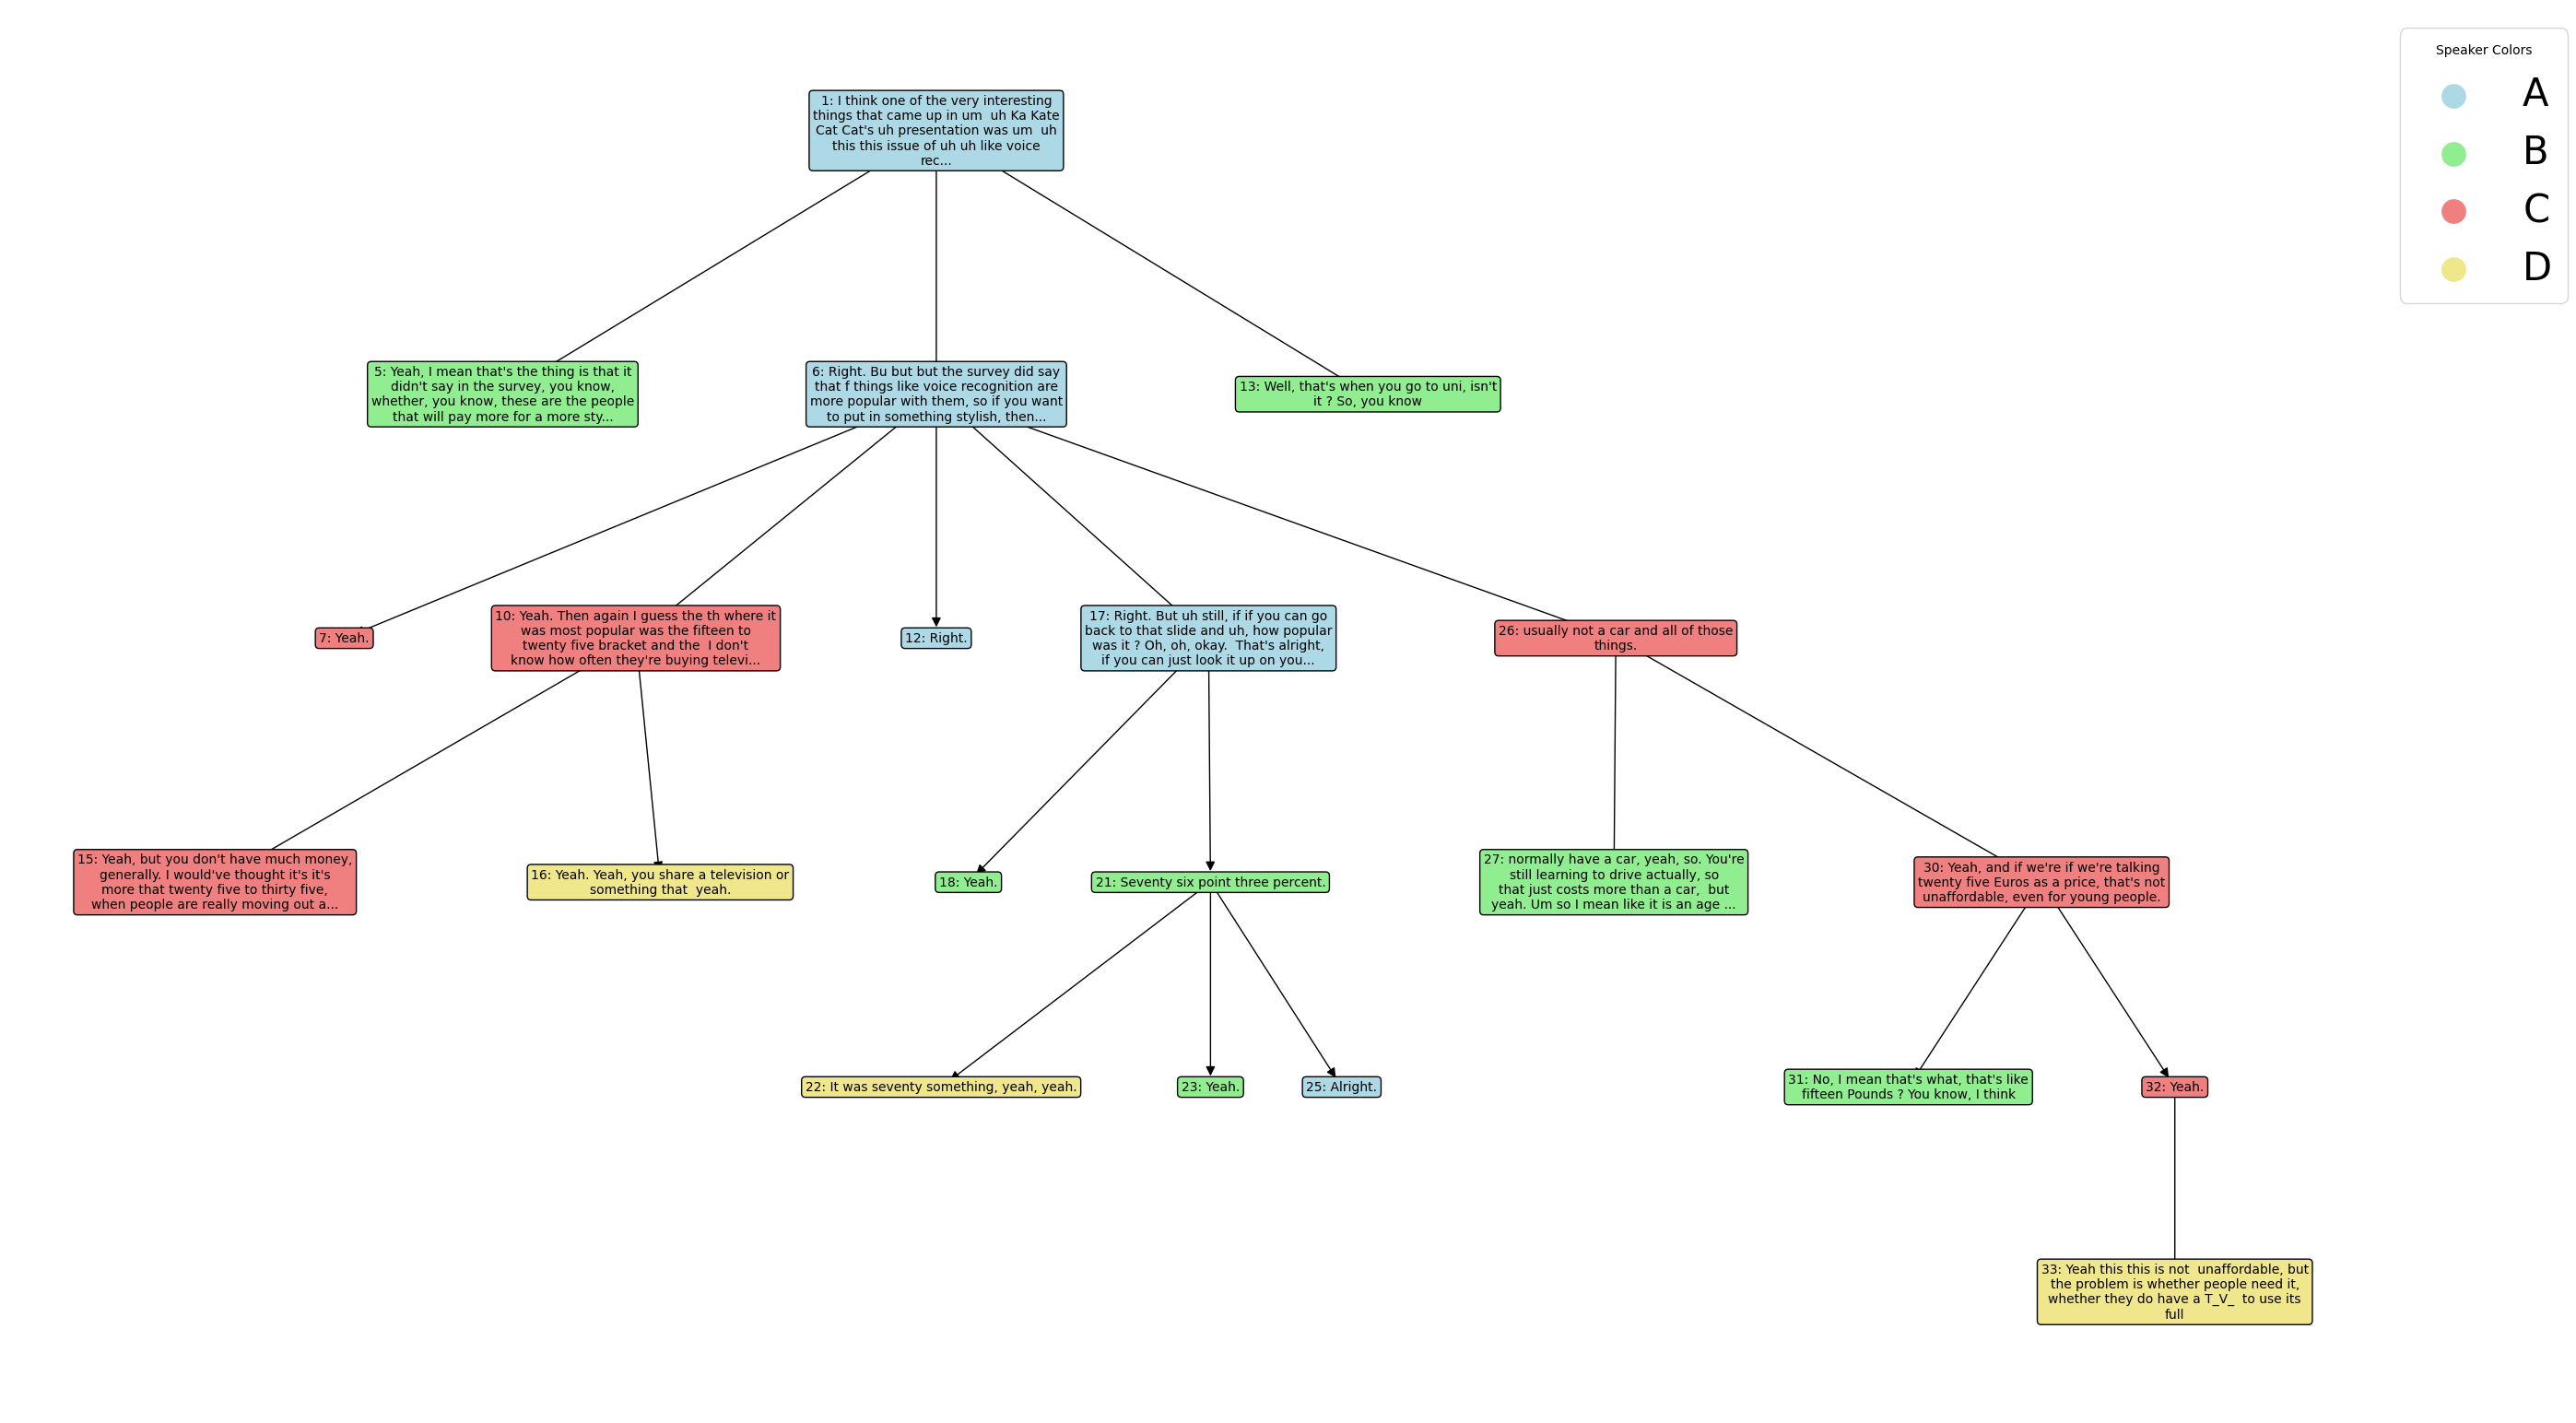 Speaker Colors
A
B
C
D
1: I think one of the very interesting
things that came up in um  uh Ka Kate
Cat Cat's uh presentation was um  uh
this this issue of uh uh like voice
rec...
5: Yeah, I mean that's the thing is that it
didn't say in the survey, you know,
whether, you know, these are the people
that will pay more for a more sty...
6: Right. Bu but but the survey did say
that f things like voice recognition are
more popular with them, so if you want
to put in something stylish, then...
13: Well, that's when you go to uni, isn't
it ? So, you know
7: Yeah.
10: Yeah. Then again I guess the th where it
was most popular was the fifteen to
twenty five bracket and the  I don't
know how often they're buying televi...
12: Right.
17: Right. But uh still, if if you can go
back to that slide and uh, how popular
was it ? Oh, oh, okay.  That's alright,
if you can just look it up on you...
26: usually not a car and all of those
things.
15: Yeah, but you don't have much money,
generally. I would've thought it's it's
more that twenty five to thirty five,
when people are really moving out a...
16: Yeah. Yeah, you share a television or
something that  yeah.
18: Yeah.
21: Seventy six point three percent.
27: normally have a car, yeah, so. You're
still learning to drive actually, so
that just costs more than a car,  but
yeah. Um so I mean like it is an age ...
30: Yeah, and if we're if we're talking
twenty five Euros as a price, that's not
unaffordable, even for young people.
22: It was seventy something, yeah, yeah.
23: Yeah.
25: Alright.
31: No, I mean that's what, that's like
fifteen Pounds ? You know, I think
32: Yeah.
33: Yeah this this is not  unaffordable, but
the problem is whether people need it,
whether they do have a T_V_  to use its
full